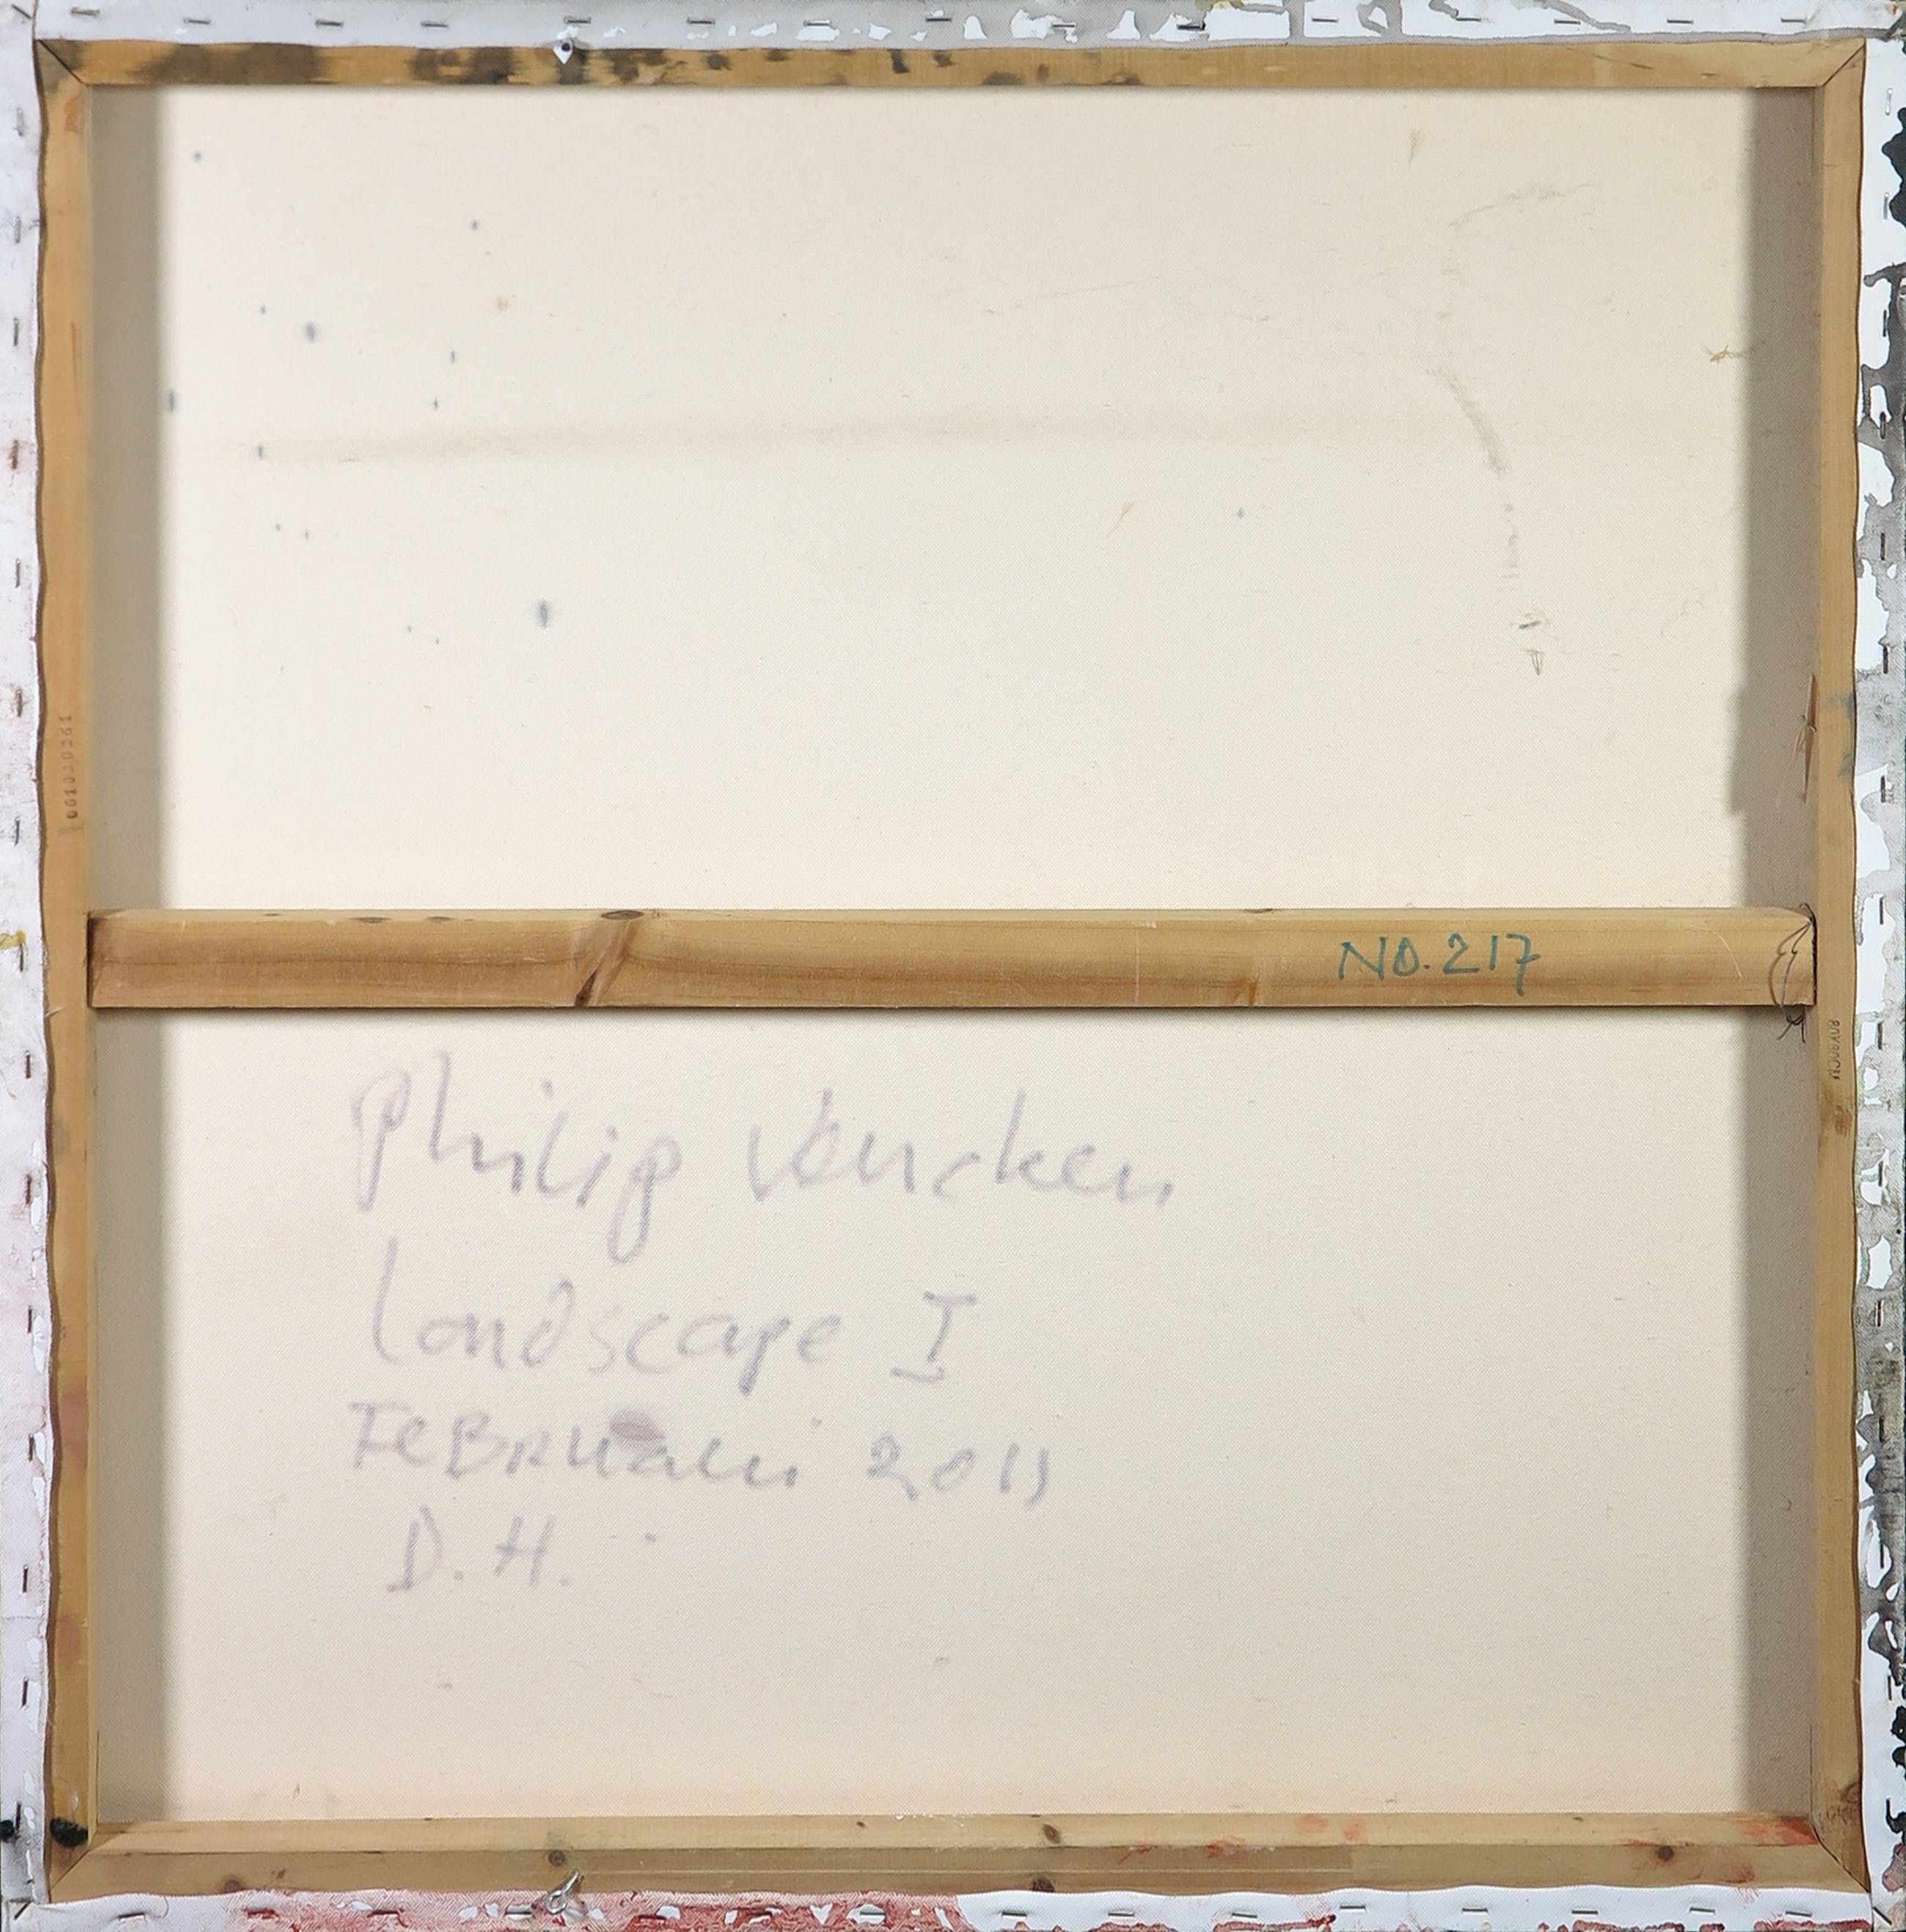 NO.217
Philip Vencken
Landscape I
FeBRUARi 2011
D. H.